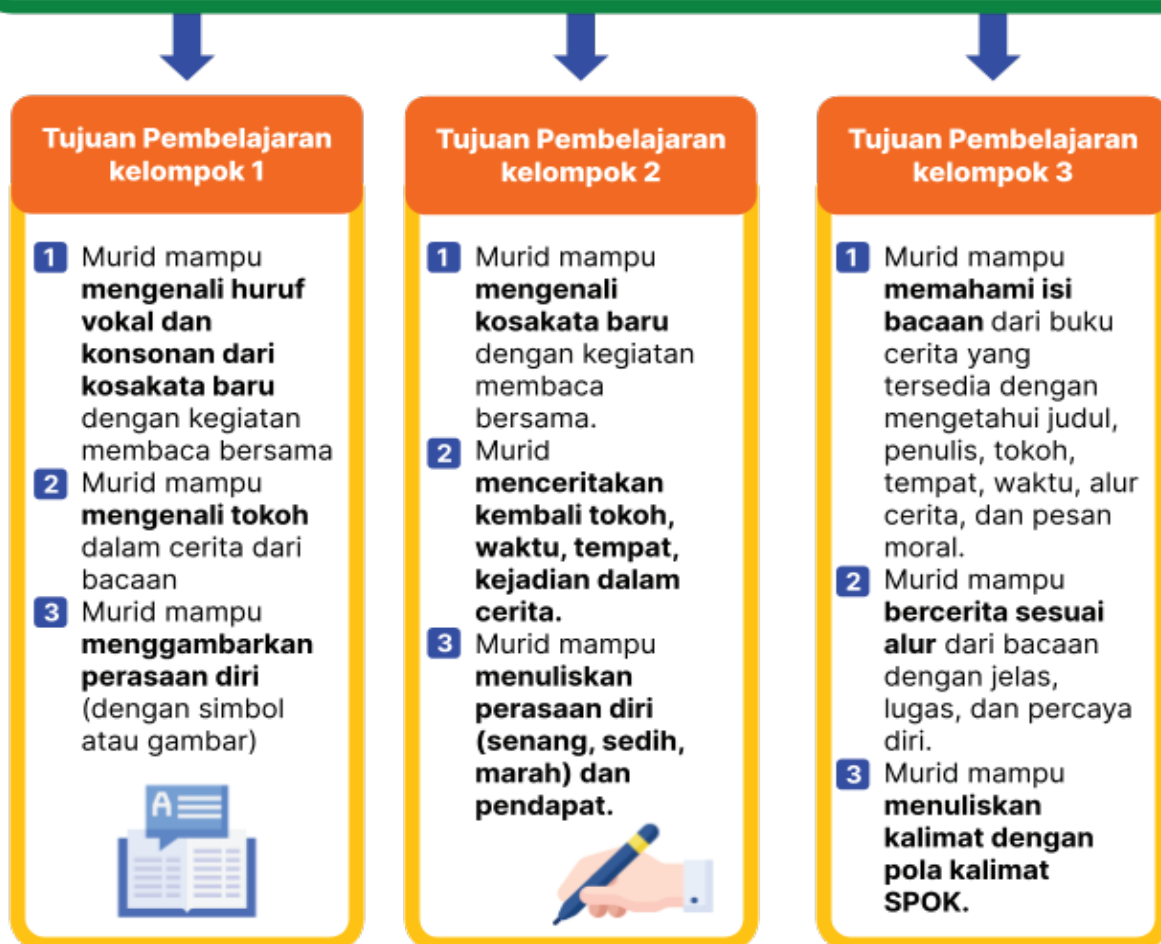 Tujuan Pembelajaran
kelompok 1
1 Murid mampu
mengenali huruf
vokal dan
konsonan dari
kosakata baru
dengan kegiatan
membaca bersama
2 Murid mampu
mengenali tokoh
dalam cerita dari
bacaan
3 Murid mampu
menggambarkan
perasaan diri
(dengan simbol
atau gambar)
A
Tujuan Pembelajaran
kelompok 2
1 Murid mampu
mengenali
kosakata baru
dengan kegiatan
membaca
bersama.
2 Murid
menceritakan
kembali tokoh,
waktu, tempat,
kejadian dalam
cerita.
3 Murid mampu
menuliskan
perasaan diri
(senang, sedih,
marah) dan
pendapat.
Tujuan Pembelajaran
kelompok 3
1 Murid mampu
memahami isi
bacaan dari buku
cerita yang
tersedia dengan
mengetahui judul,
penulis, tokoh,
tempat, waktu, alur
cerita, dan pesan
moral.
2 Murid mampu
bercerita sesuai
alur dari bacaan
dengan jelas,
lugas, dan percaya
diri.
3 Murid mampu
menuliskan
kalimat dengan
pola kalimat
SPOK.